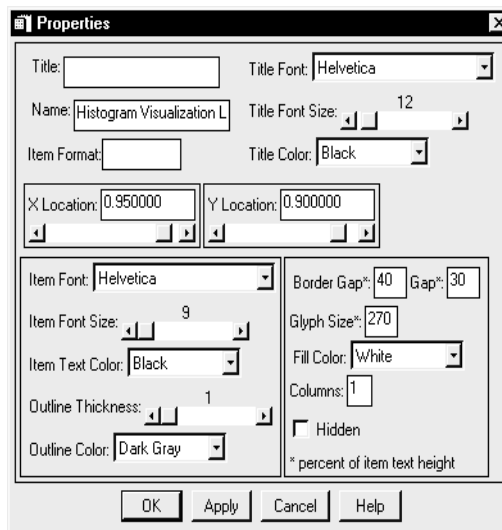 Properties
Title:
Title Font: Helvetica
Name: Histogram Visualization L
Title Font Size: 12
Item Format:
Title Color: Black
X Location: 0.950000
Y Location: 0.900000
Item Font: Helvetica
Item Font Size: 9
Item Text Color: Black
Outline Thickness: 1
Outline Color: Dark Gray
Border Gap*: 40 Gap*: 30
Glyph Size*: 270
Fill Color: White
Columns: 1
Hidden
* percent of item text height
OK Apply Cancel Help